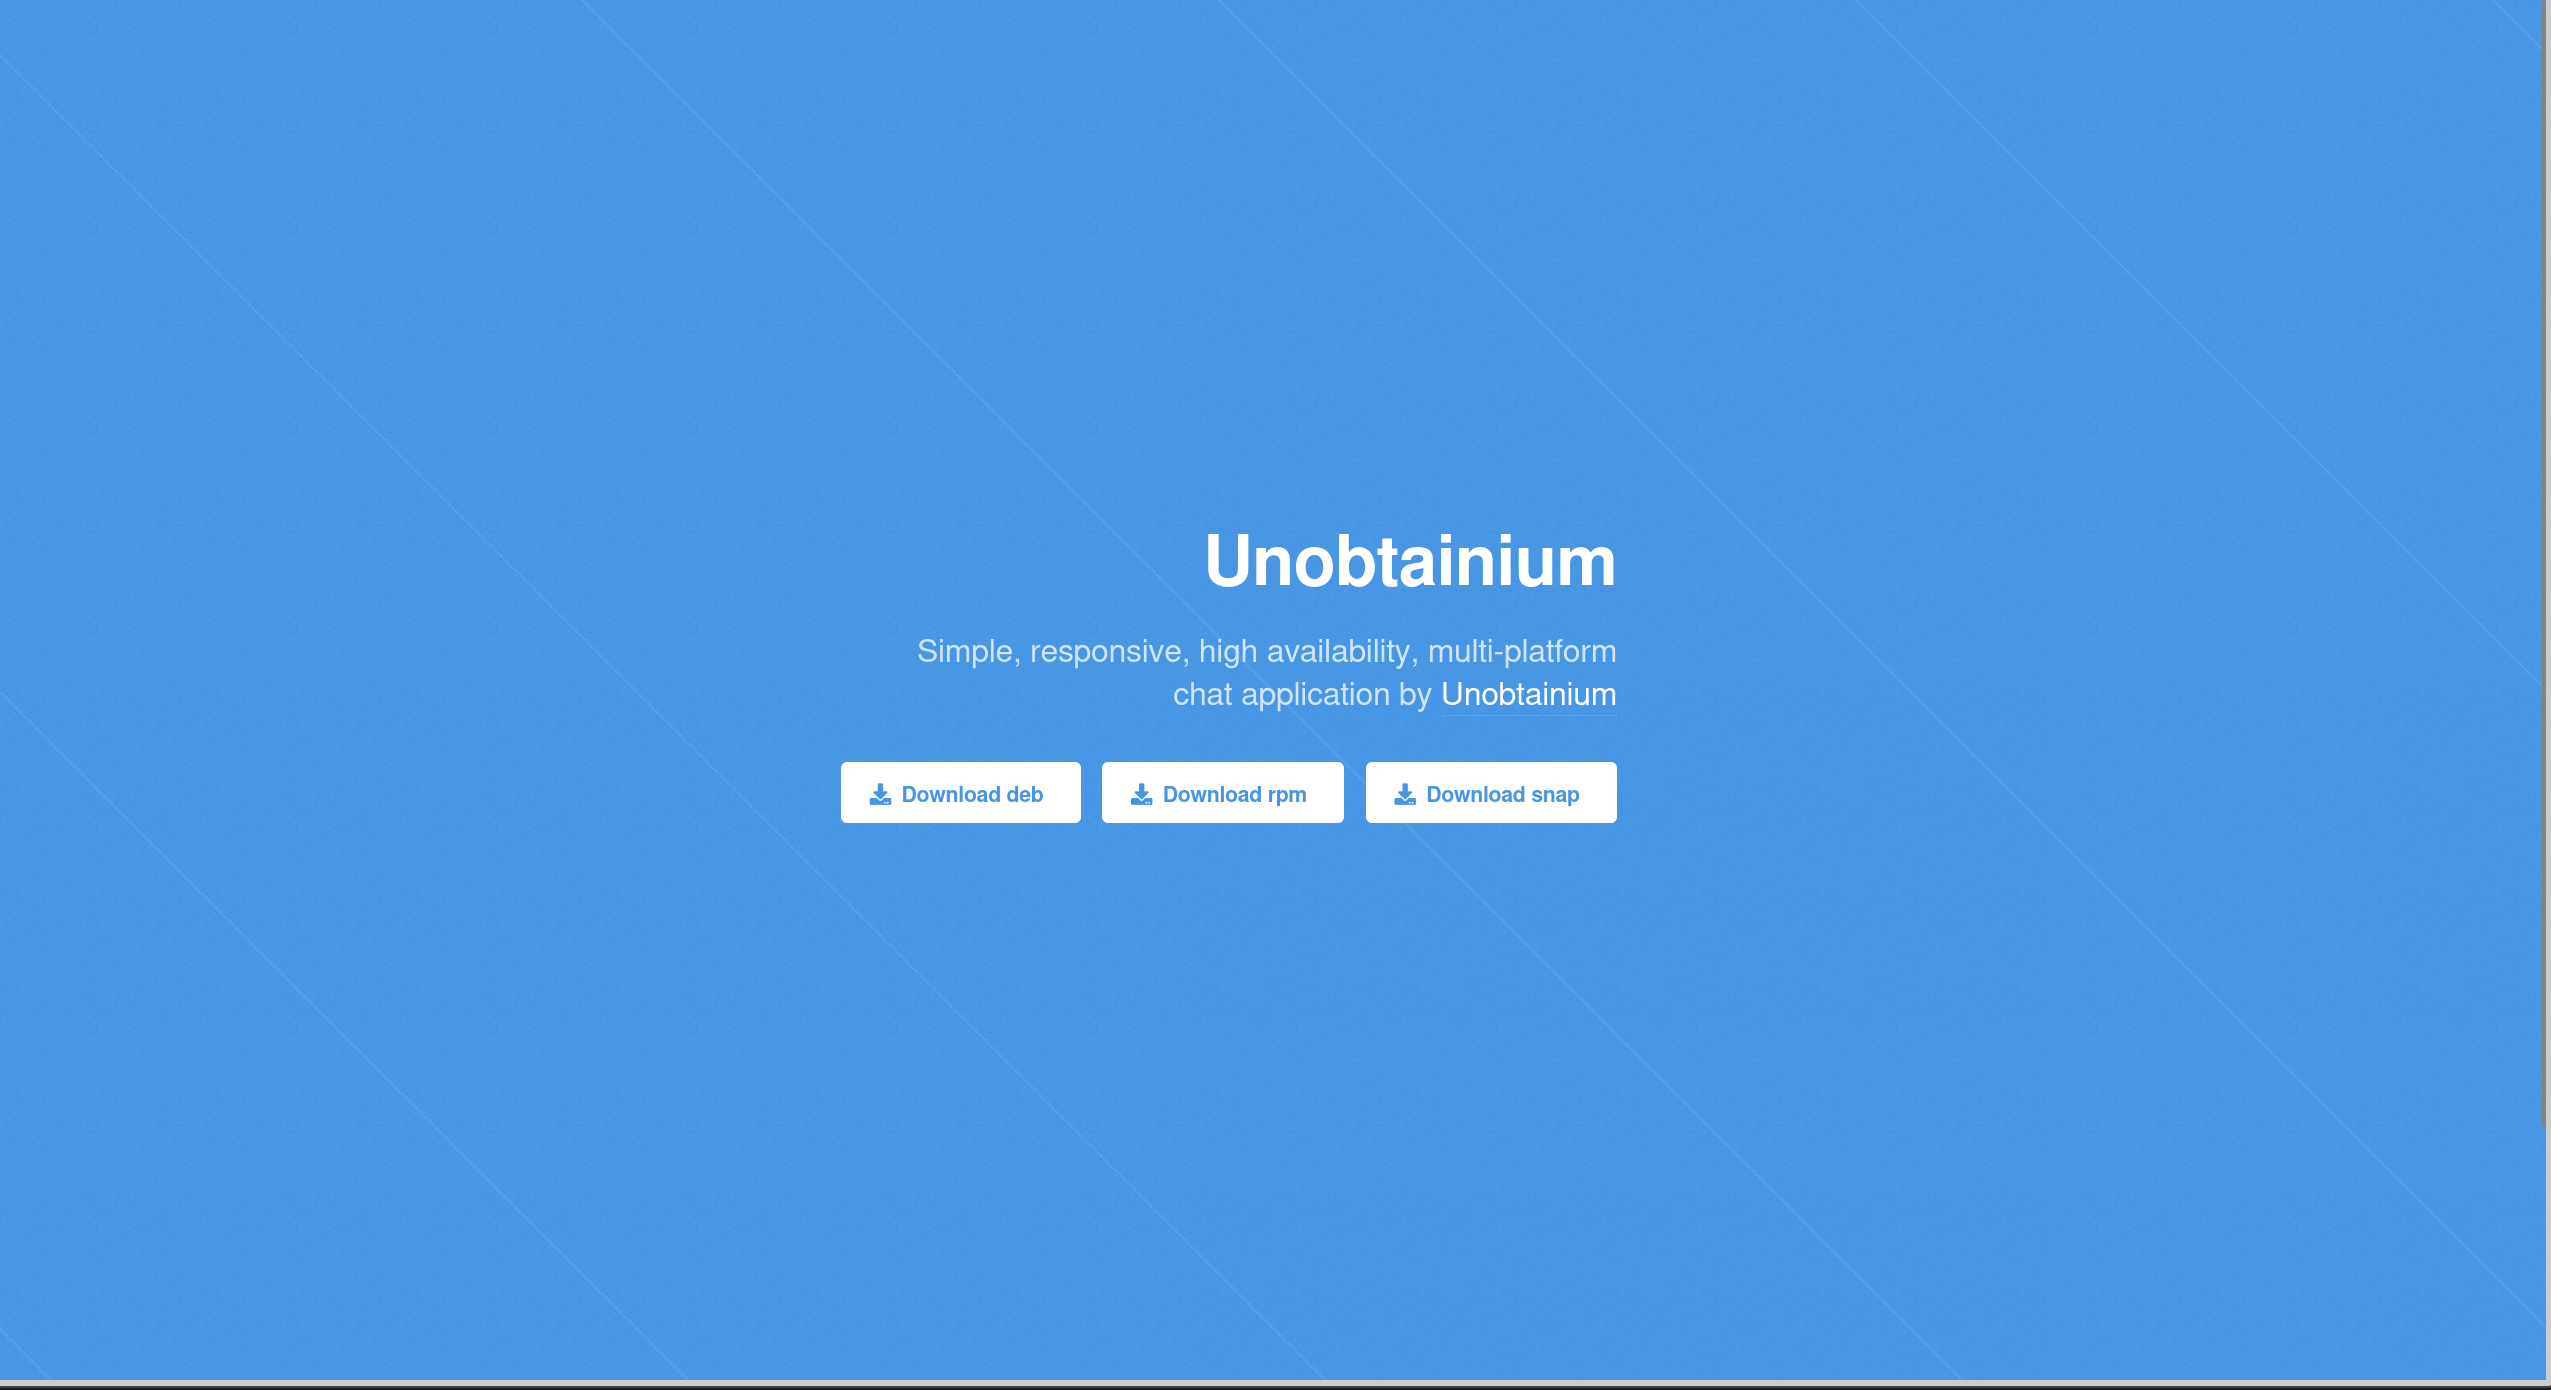 Unobtainium
Simple, responsive, high availability, multi-platform
chat application by Unobtainium
Download deb
Download rpm
Download snap